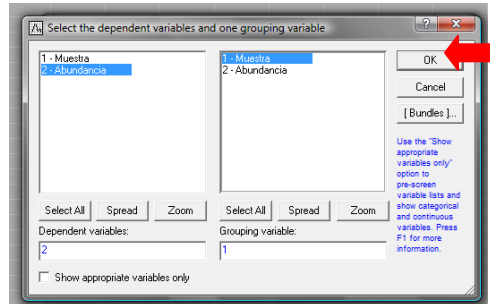 Select the dependent variables and one grouping variable
1 - Muestra
2 - Abundancia
1 - Muestra
2 - Abundancia
OK
Cancel
[ Bundles ]...
Use the "Show
appropriate
variables only"
option to
pre-screen
variable lists and
show categorical
and continuous
variables. Press
F1 for more
information.
Select All Spread Zoom
Select All Spread Zoom
Dependent variables:
Grouping variable:
2
1
Show appropriate variables only